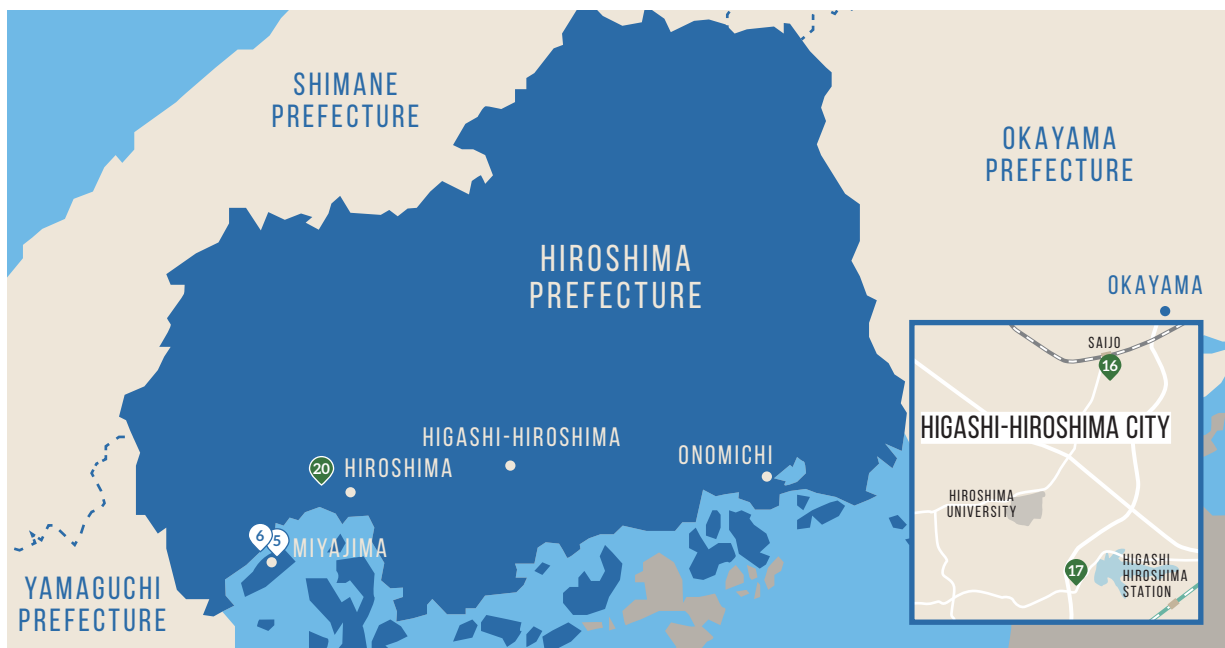 SHIMANE
PREFECTURE
OKAYAMA
PREFECTURE
HIROSHIMA
PREFECTURE
OKAYAMA
SAIJO
16
HIGASHI-HIROSHIMA CITY
HIGASHI-HIROSHIMA
ONOMICHI
20
HIROSHIMA
HIROSHIMA
UNIVERSITY
6
5
MIYAJIMA
17
HIGASHI
HIROSHIMA
STATION
YAMAGUCHI
PREFECTURE